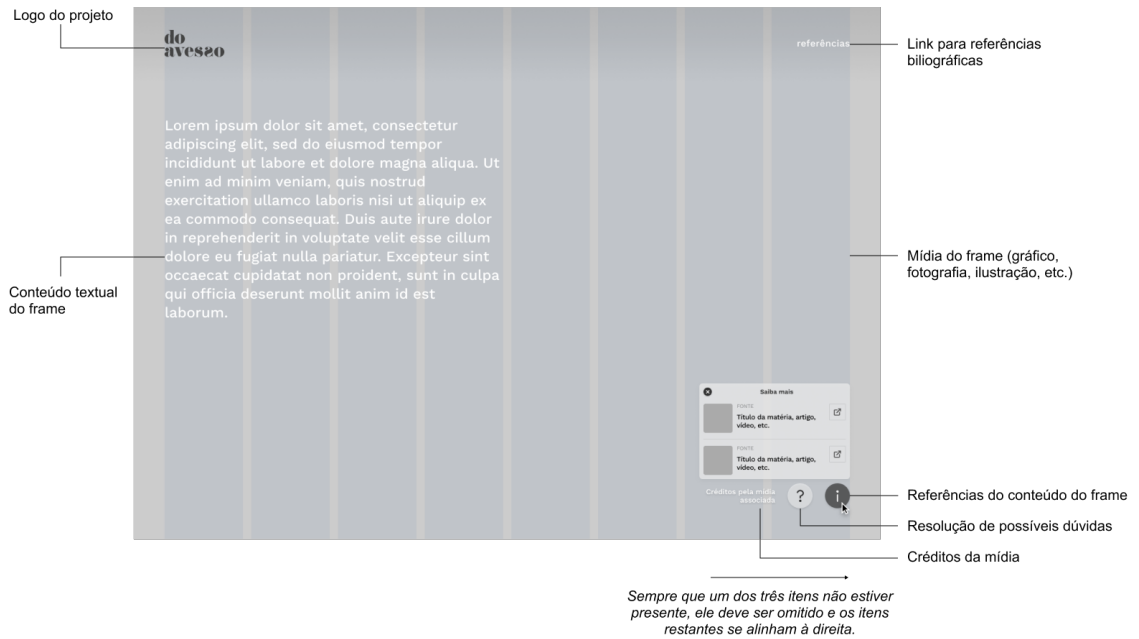 Logo do projeto
do
avesso
referências
Link para referências
biliográficas
Lorem ipsum dolor sit amet, consectetur
adipiscing elit, sed do eiusmod tempor
incididunt ut labore et dolore magna aliqua. Ut
enim ad minim veniam, quis nostrud
exercitation ullamco laboris nisi ut aliquip ex
ea commodo consequat. Duis aute irure dolor
in reprehenderit in voluptate velit esse cillum
dolore eu fugiat nulla pariatur. Excepteur sint
occaecat cupidatat non proident, sunt in culpa
qui officia deserunt mollit anim id est
laborum.
Conteúdo textual
do frame
Mídia do frame (gráfico,
fotografia, ilustração, etc.)
Saiba mais
FONTE
Título da matéria, artigo,
vídeo, etc.
FONTE
Título da matéria, artigo,
vídeo, etc.
Créditos pela mídia
associada
?
i
Referências do conteúdo do frame
Resolução de possíveis dúvidas
Créditos da mídia
Sempre que um dos três itens não estiver
presente, ele deve ser omitido e os itens
restantes se alinham à direita.